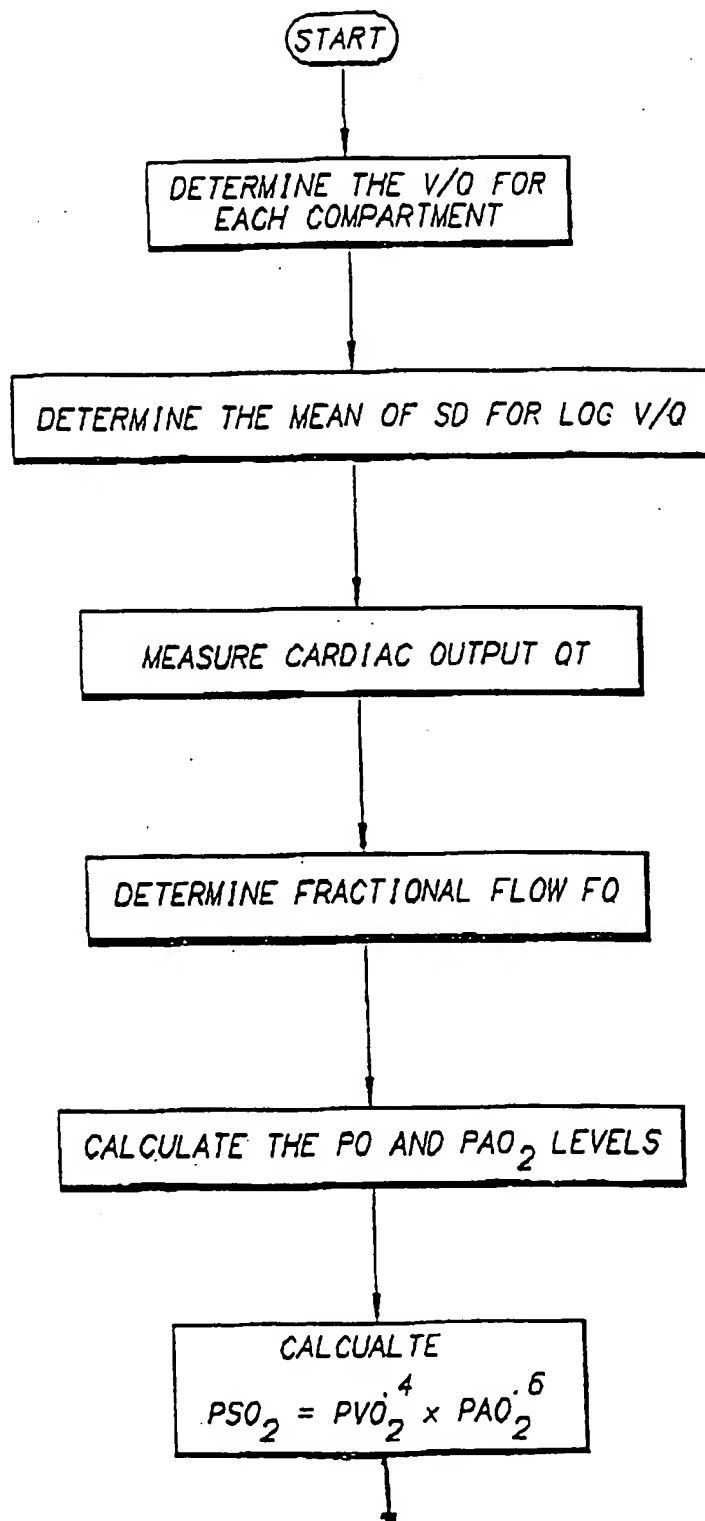 START
DETERMINE THE V/Q FOR
EACH COMPARTMENT
DETERMINE THE MEAN OF SD FOR LOG V/Q
MEASURE CARDIAC OUTPUT QT
DETERMINE FRACTIONAL FLOW FQ
CALCULATE THE PO AND PAO₂ LEVELS
CALCUALTE
PSO₂ = PVO₂^.4 x PAO₂^.6